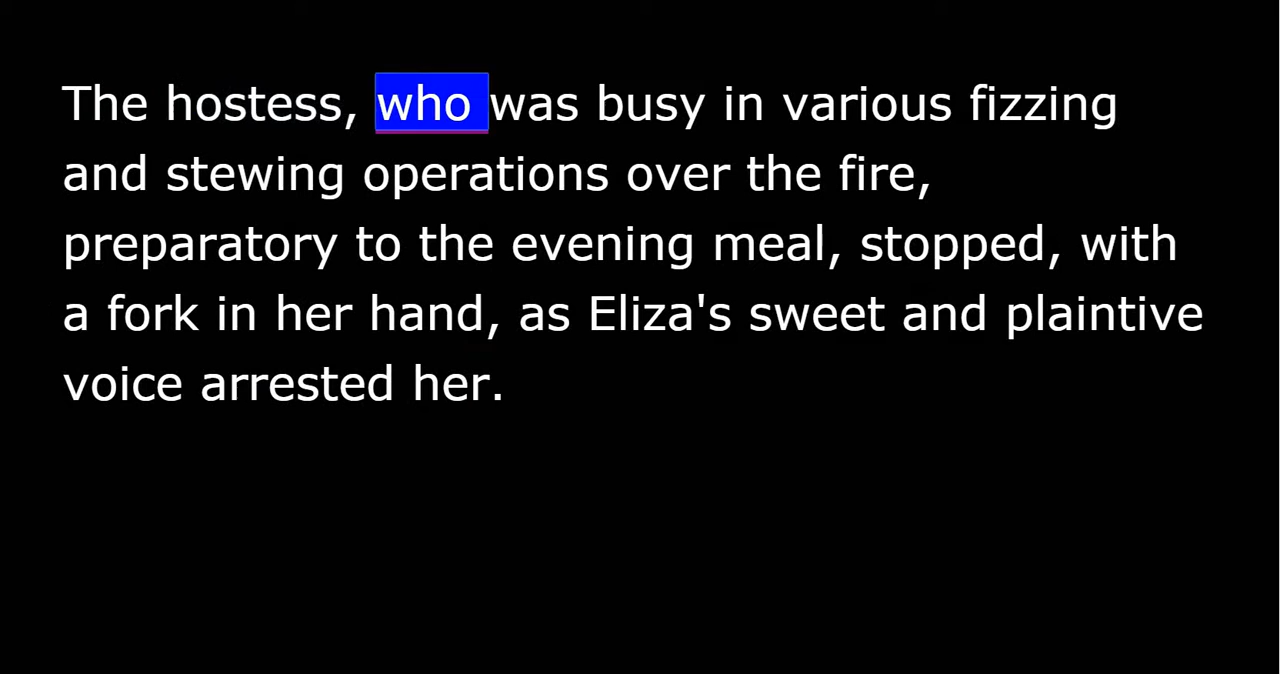 The hostess, who was busy in various fizzing
and stewing operations over the fire,
preparatory to the evening meal, stopped, with
a fork in her hand, as Eliza's sweet and plaintive
voice arrested her.